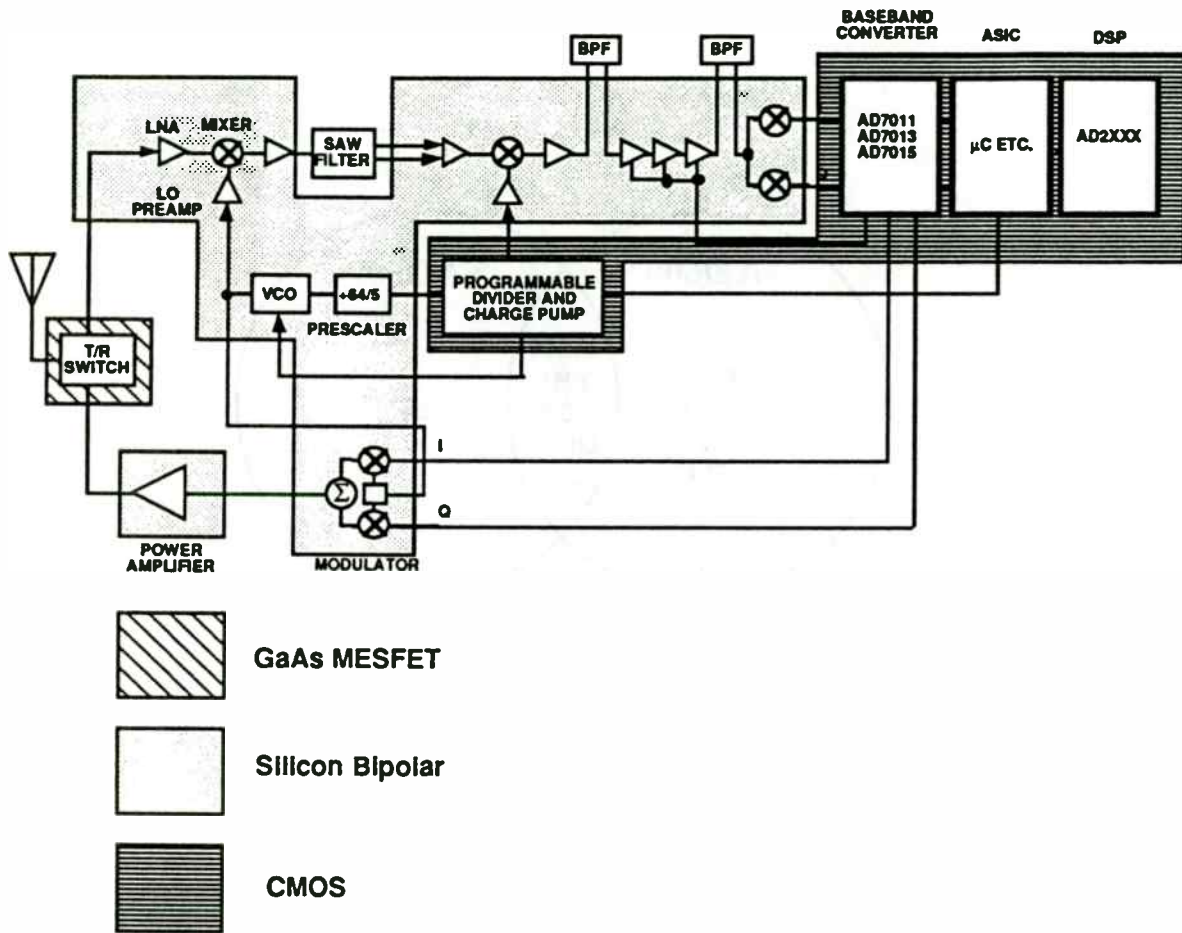 BASEBAND
CONVERTER
ASIC
DSP
BPF
BPF
LNA
MIXER
SAW
FILTER
AD7011
AD7013
AD7015
μC ETC.
AD2XXX
LO
PREAMP
VCO
÷64/5
PRESCALER
PROGRAMMABLE
DIVIDER AND
CHARGE PUMP
T/R
SWITCH
I
Σ
Q
POWER
AMPLIFIER
MODULATOR
GaAs MESFET
Silicon Bipolar
CMOS